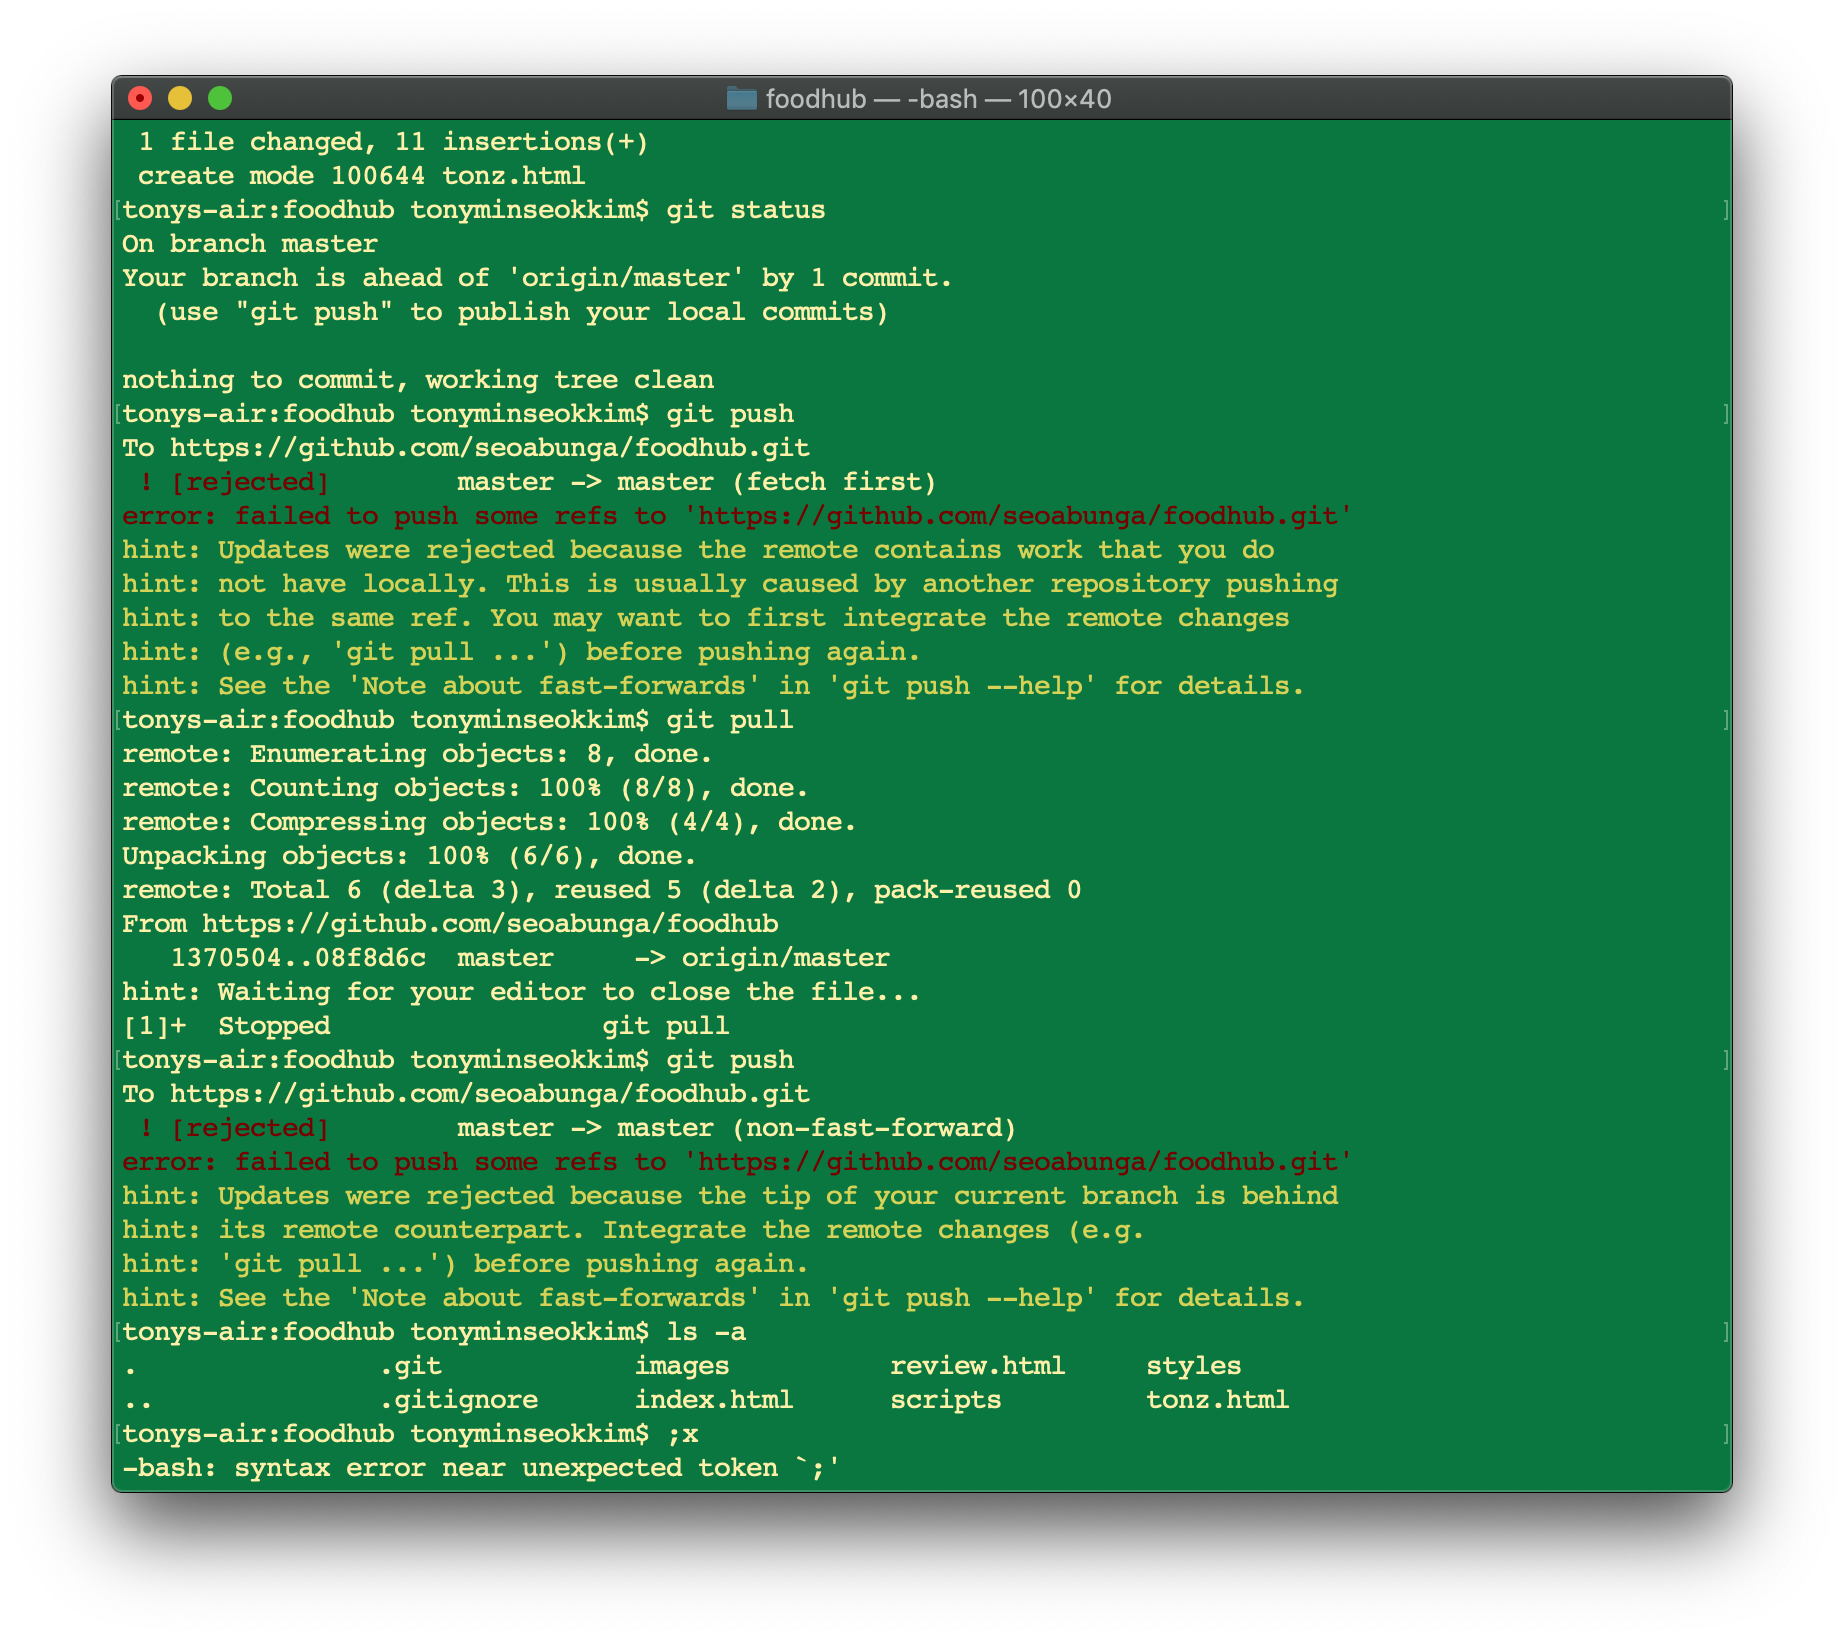 foodhub — -bash — 100×40
1 file changed, 11 insertions(+)
create mode 100644 tonz.html
[tonys-air:foodhub tonyminseokkim$ git status ]
On branch master
Your branch is ahead of 'origin/master' by 1 commit.
  (use "git push" to publish your local commits)

nothing to commit, working tree clean
[tonys-air:foodhub tonyminseokkim$ git push ]
To https://github.com/seoabunga/foodhub.git
 ! [rejected]        master -> master (fetch first)
error: failed to push some refs to 'https://github.com/seoabunga/foodhub.git'
hint: Updates were rejected because the remote contains work that you do
hint: not have locally. This is usually caused by another repository pushing
hint: to the same ref. You may want to first integrate the remote changes
hint: (e.g., 'git pull ...') before pushing again.
hint: See the 'Note about fast-forwards' in 'git push --help' for details.
[tonys-air:foodhub tonyminseokkim$ git pull ]
remote: Enumerating objects: 8, done.
remote: Counting objects: 100% (8/8), done.
remote: Compressing objects: 100% (4/4), done.
Unpacking objects: 100% (6/6), done.
remote: Total 6 (delta 3), reused 5 (delta 2), pack-reused 0
From https://github.com/seoabunga/foodhub
   1370504..08f8d6c  master     -> origin/master
hint: Waiting for your editor to close the file...
[1]+  Stopped                 git pull
[tonys-air:foodhub tonyminseokkim$ git push ]
To https://github.com/seoabunga/foodhub.git
 ! [rejected]        master -> master (non-fast-forward)
error: failed to push some refs to 'https://github.com/seoabunga/foodhub.git'
hint: Updates were rejected because the tip of your current branch is behind
hint: its remote counterpart. Integrate the remote changes (e.g.
hint: 'git pull ...') before pushing again.
hint: See the 'Note about fast-forwards' in 'git push --help' for details.
[tonys-air:foodhub tonyminseokkim$ ls -a ]
.               .git            images          review.html     styles
..              .gitignore      index.html      scripts         tonz.html
[tonys-air:foodhub tonyminseokkim$ ;x ]
-bash: syntax error near unexpected token `;'